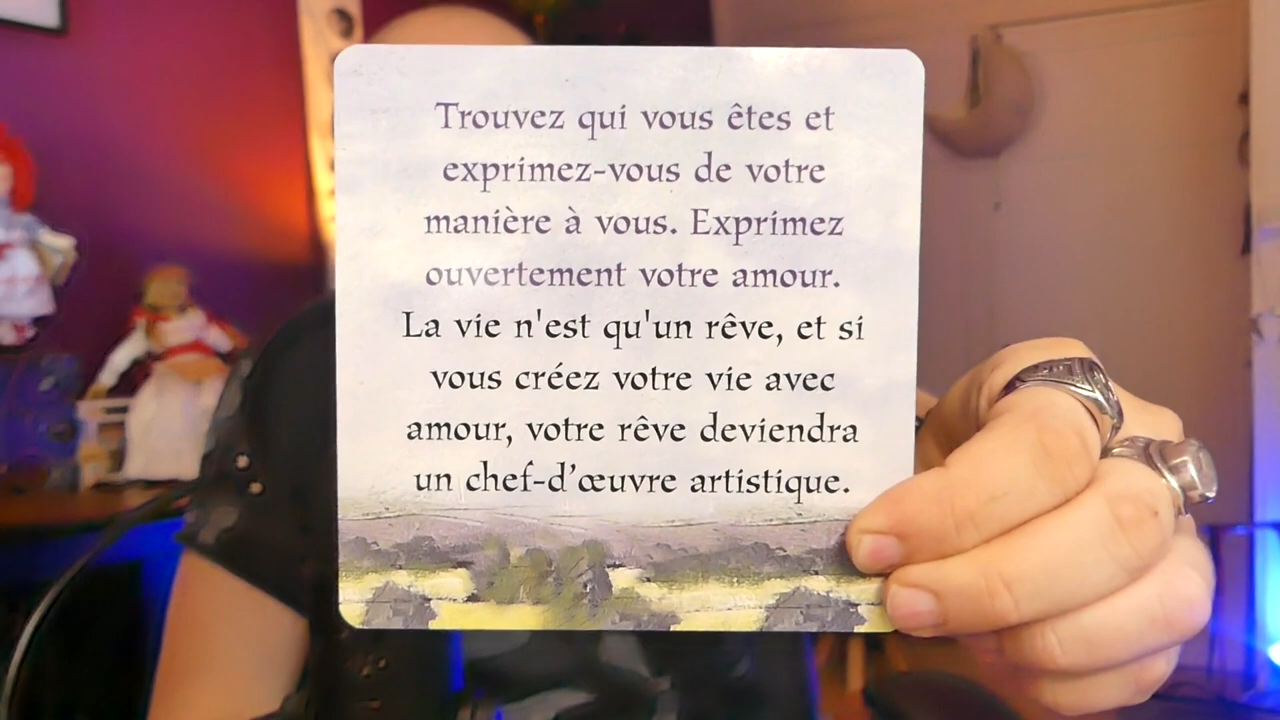 Trouvez qui vous êtes et
exprimez-vous de votre
manière à vous. Exprimez
ouvertement votre amour.
La vie n'est qu'un rêve, et si
vous créez votre vie avec
amour, votre rêve deviendra
un chef-d’œuvre artistique.